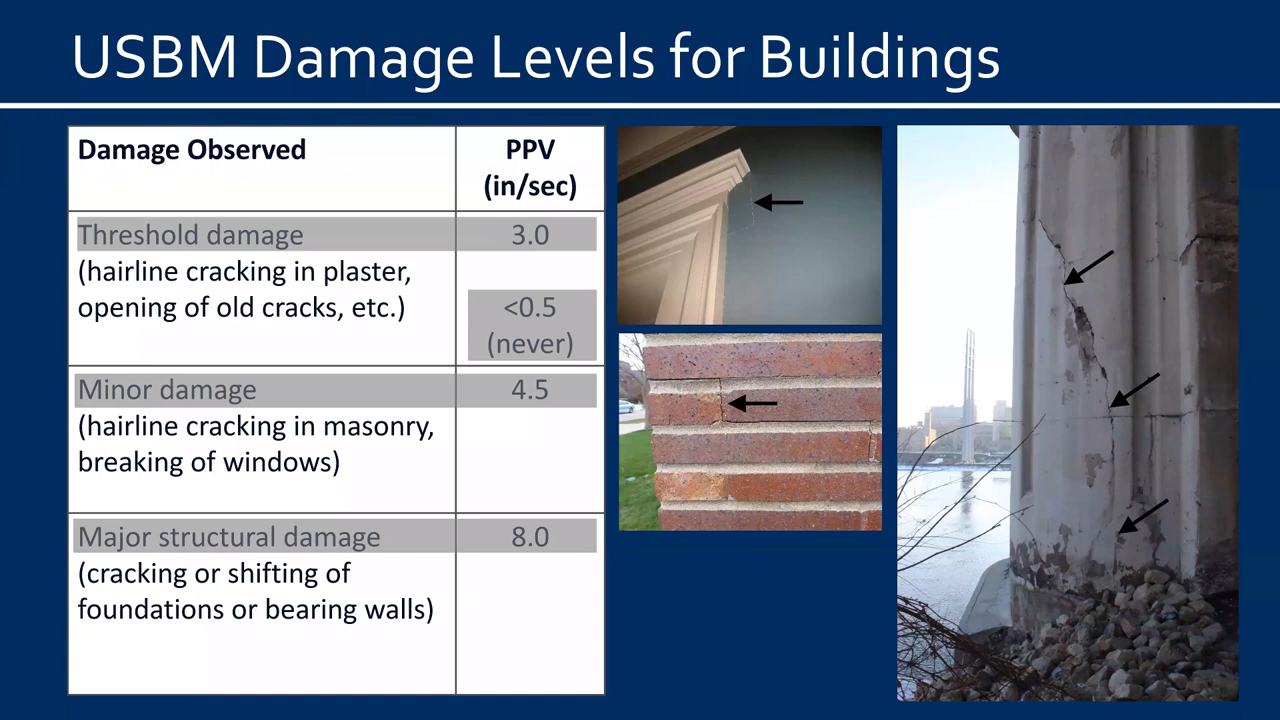 USBM Damage Levels for Buildings
Damage Observed
PPV
(in/sec)
Threshold damage
3.0
(hairline cracking in plaster,
opening of old cracks, etc.)
<0.5
(never)
Minor damage
4.5
(hairline cracking in masonry,
breaking of windows)
Major structural damage
8.0
(cracking or shifting of
foundations or bearing walls)